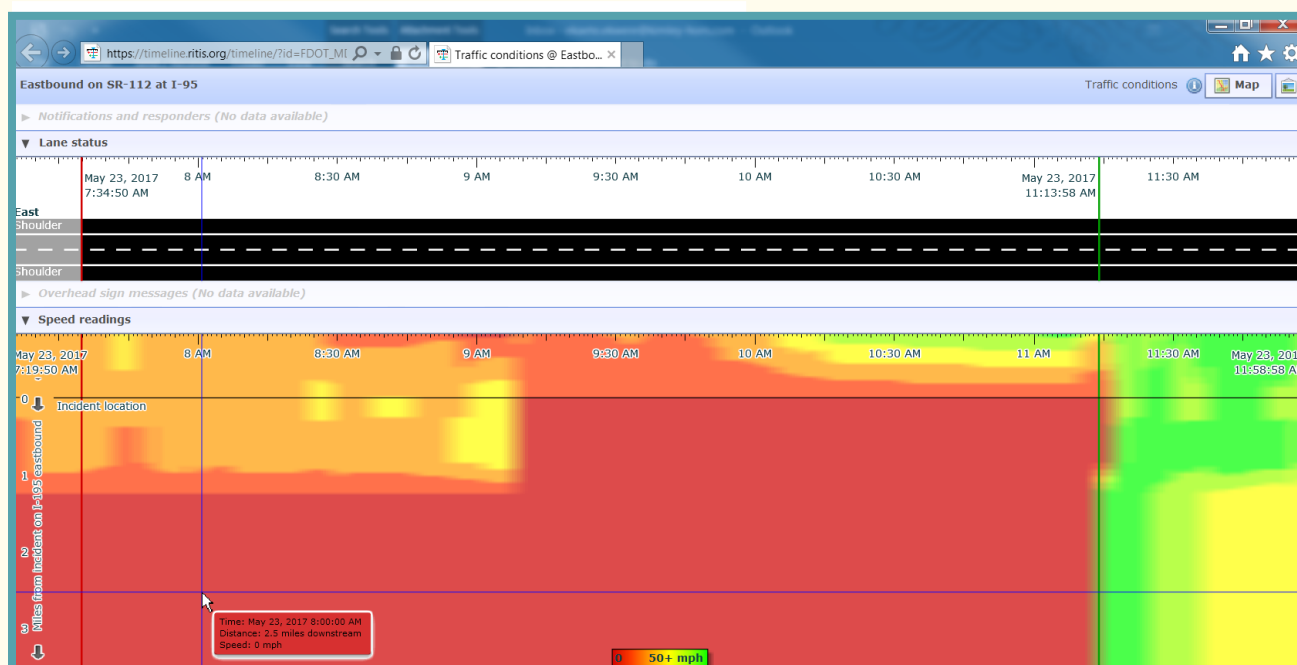 https://timeline.ritis.org/timeline/?id=FDOT_MI
Traffic conditions @ Eastbo...
Eastbound on SR-112 at I-95
Traffic conditions
Map
Notifications and responders (No data available)
Lane status
May 23, 2017
7:34:50 AM
8 AM
8:30 AM
9 AM
9:30 AM
10 AM
10:30 AM
May 23, 2017
11:13:58 AM
11:30 AM
East
Shoulder
Shoulder
Overhead sign messages (No data available)
Speed readings
May 23, 2017
7:19:50 AM
8 AM
8:30 AM
9 AM
9:30 AM
10 AM
10:30 AM
11 AM
11:30 AM
May 23, 201
11:58:58 A
0
Incident location
1
2
3
Miles from incident on I-195 eastbound
Time: May 23, 2017 8:00:00 AM
Distance: 2.5 miles downstream
Speed: 0 mph
0 50+ mph